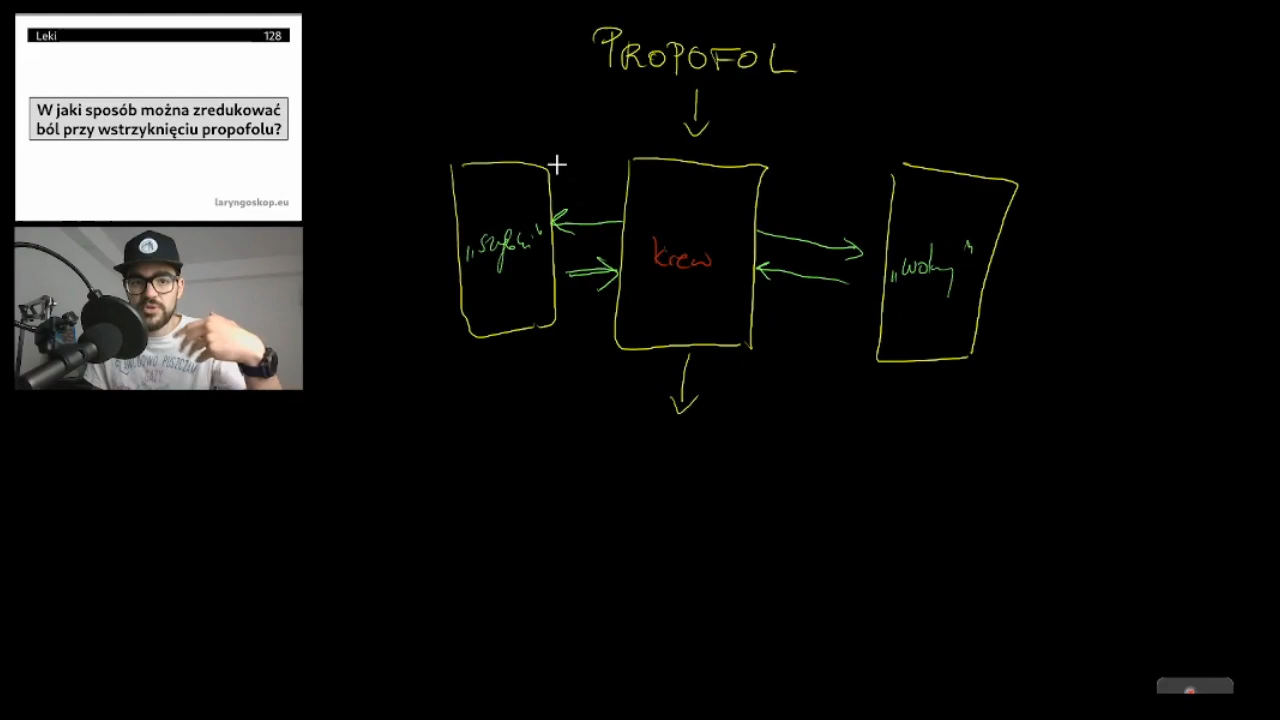 Leki 128
W jaki sposób można zredukować
ból przy wstrzyknięciu propofolu?
laryngoskop.eu
PROPOFOL
„szybki"
krew
„wolny"